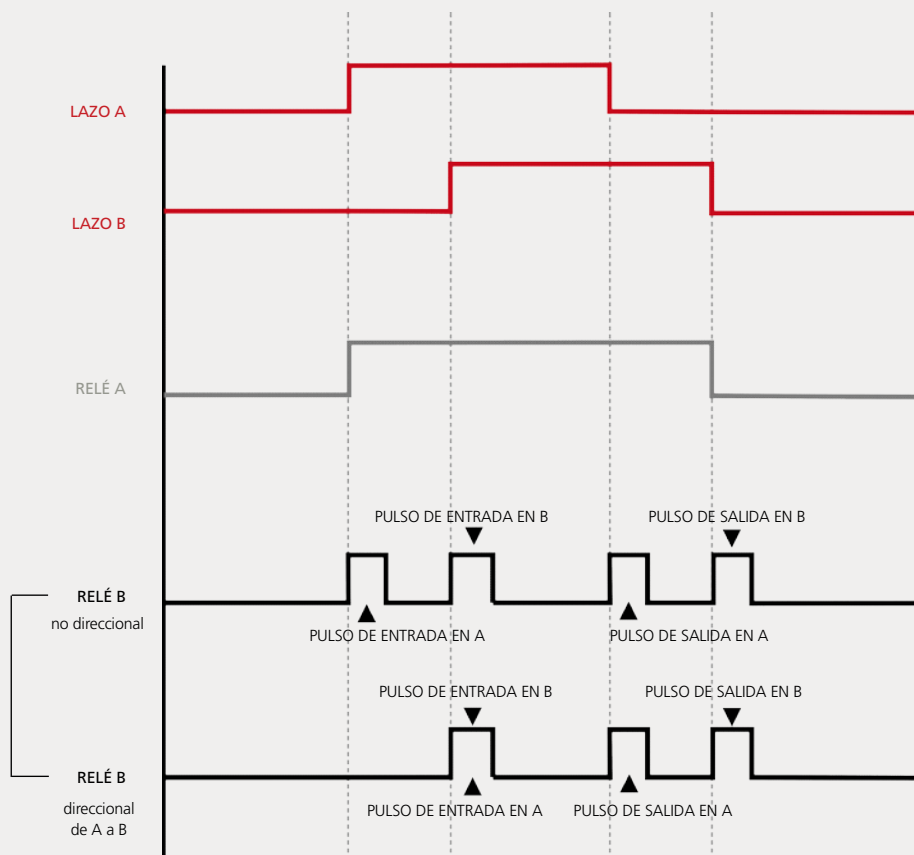 LAZO A
LAZO B
RELÉ A
PULSO DE ENTRADA EN B
PULSO DE SALIDA EN B
RELÉ B
no direccional
PULSO DE ENTRADA EN A
PULSO DE SALIDA EN A
PULSO DE ENTRADA EN B
PULSO DE SALIDA EN B
RELÉ B
direccional
de A a B
PULSO DE ENTRADA EN A
PULSO DE SALIDA EN A